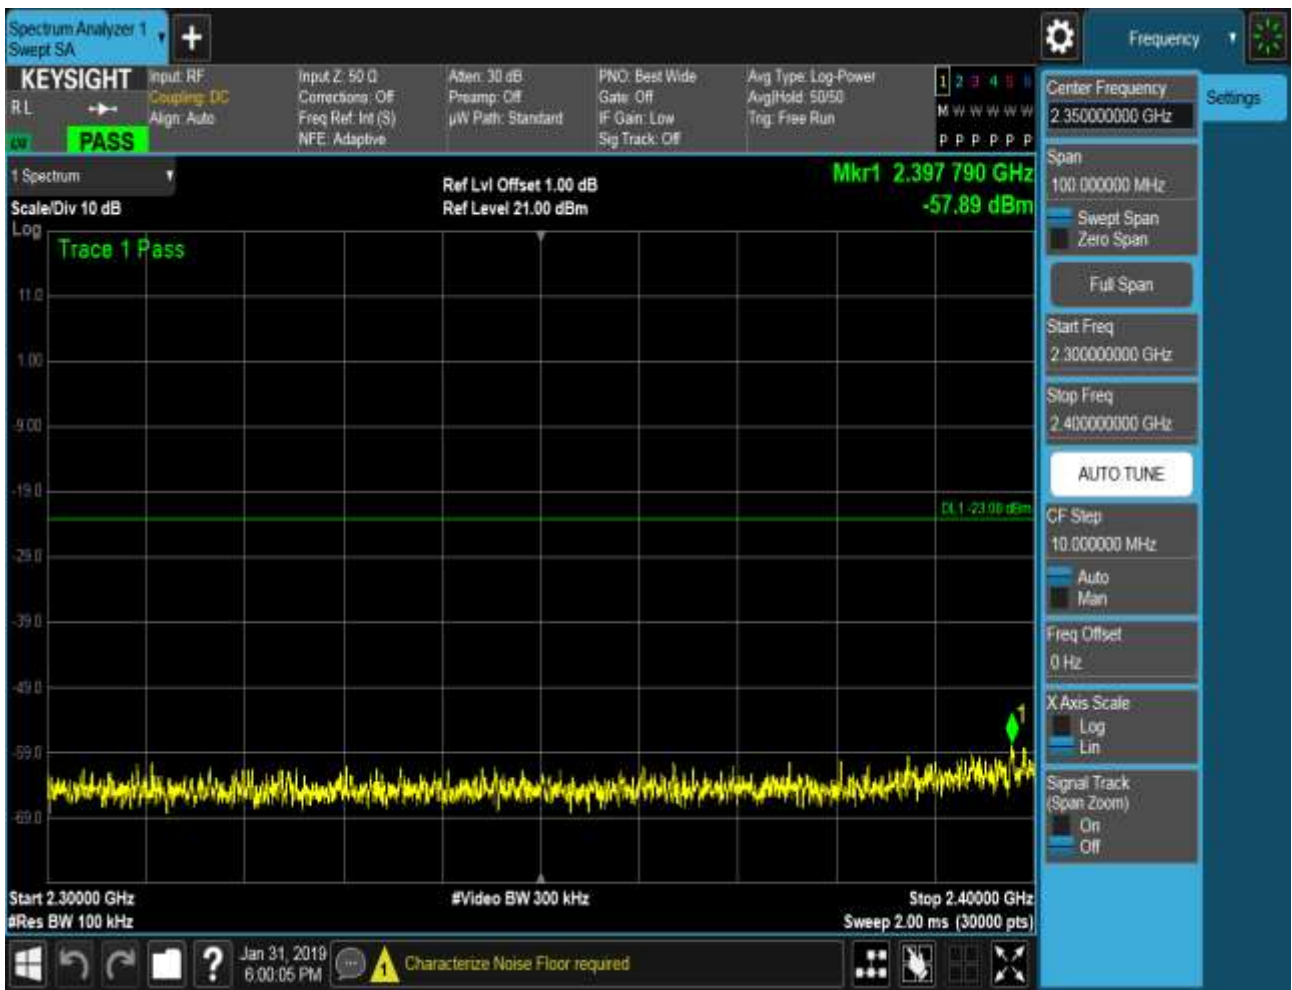 Spectrum Analyzer 1
Swept SA
+
Frequency
KEYSIGHT
R L
PASS
Input: RF
Coupling: DC
Align: Auto
Input Z: 50 Ω
Corrections: Off
Freq Ref: Int (S)
NFE: Adaptive
Atten: 30 dB
Preamp: Off
µW Path: Standard
PNO: Best Wide
Gate: Off
IF Gain: Low
Sig Track: Off
Avg Type: Log-Power
Avg|Hold: 50/50
Trig: Free Run
1 2 3 4 5 6
M W W W W W
P P P P P P
1 Spectrum
Scale/Div 10 dB
Log
Ref Lvl Offset 1.00 dB
Ref Level 21.00 dBm
Mkr1 2.397 790 GHz
-57.89 dBm
Trace 1 Pass
11.0
1.00
-9.00
-19.0
DL1 -23.00 dBm
-29.0
-39.0
-49.0
1
-59.0
-69.0
Start 2.30000 GHz
#Res BW 100 kHz
#Video BW 300 kHz
Stop 2.40000 GHz
Sweep 2.00 ms (30000 pts)
Center Frequency
2.350000000 GHz
Settings
Span
100.000000 MHz
Swept Span
Zero Span
Full Span
Start Freq
2.300000000 GHz
Stop Freq
2.400000000 GHz
AUTO TUNE
CF Step
10.000000 MHz
Auto
Man
Freq Offset
0 Hz
X Axis Scale
Log
Lin
Signal Track
(Span Zoom)
On
Off
?
Jan 31, 2019
6:00:05 PM
1
Characterize Noise Floor required